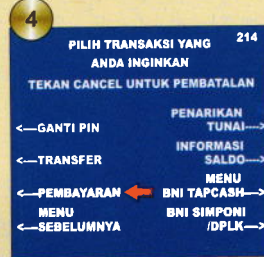 4
214
PILIH TRANSAKSI YANG
ANDA INGINKAN
TEKAN CANCEL UNTUK PEMBATALAN
PENARIKAN
<—GANTI PIN TUNAI---->
INFORMASI
<—TRANSFER SALDO---->
MENU
<—PEMBAYARAN BNI TAPCASH—>
MENU BNI SIMPONI
<—SEBELUMNYA /DPLK—>